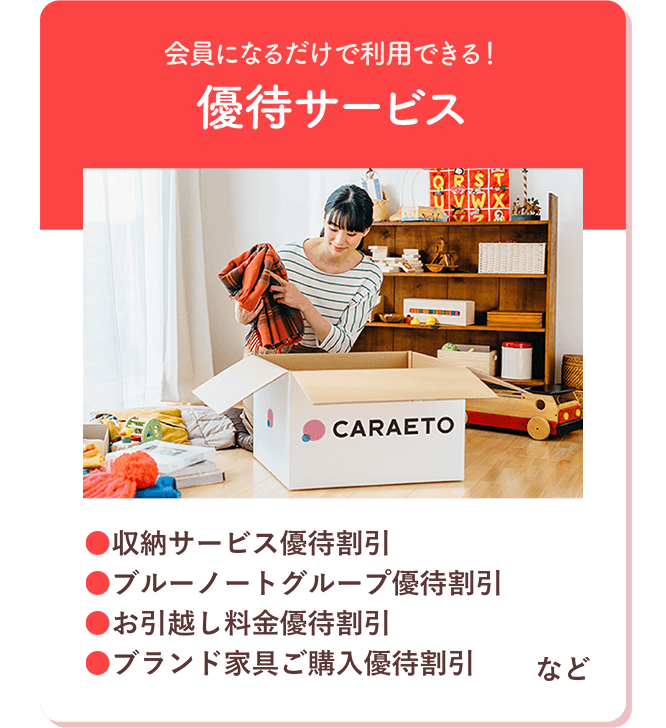 会員になるだけで利用できる！
優待サービス
QRST
UVWX
YZ
CARAETO
●収納サービス優待割引
●ブルーノートグループ優待割引
●お引越し料金優待割引
●ブランド家具ご購入優待割引
など